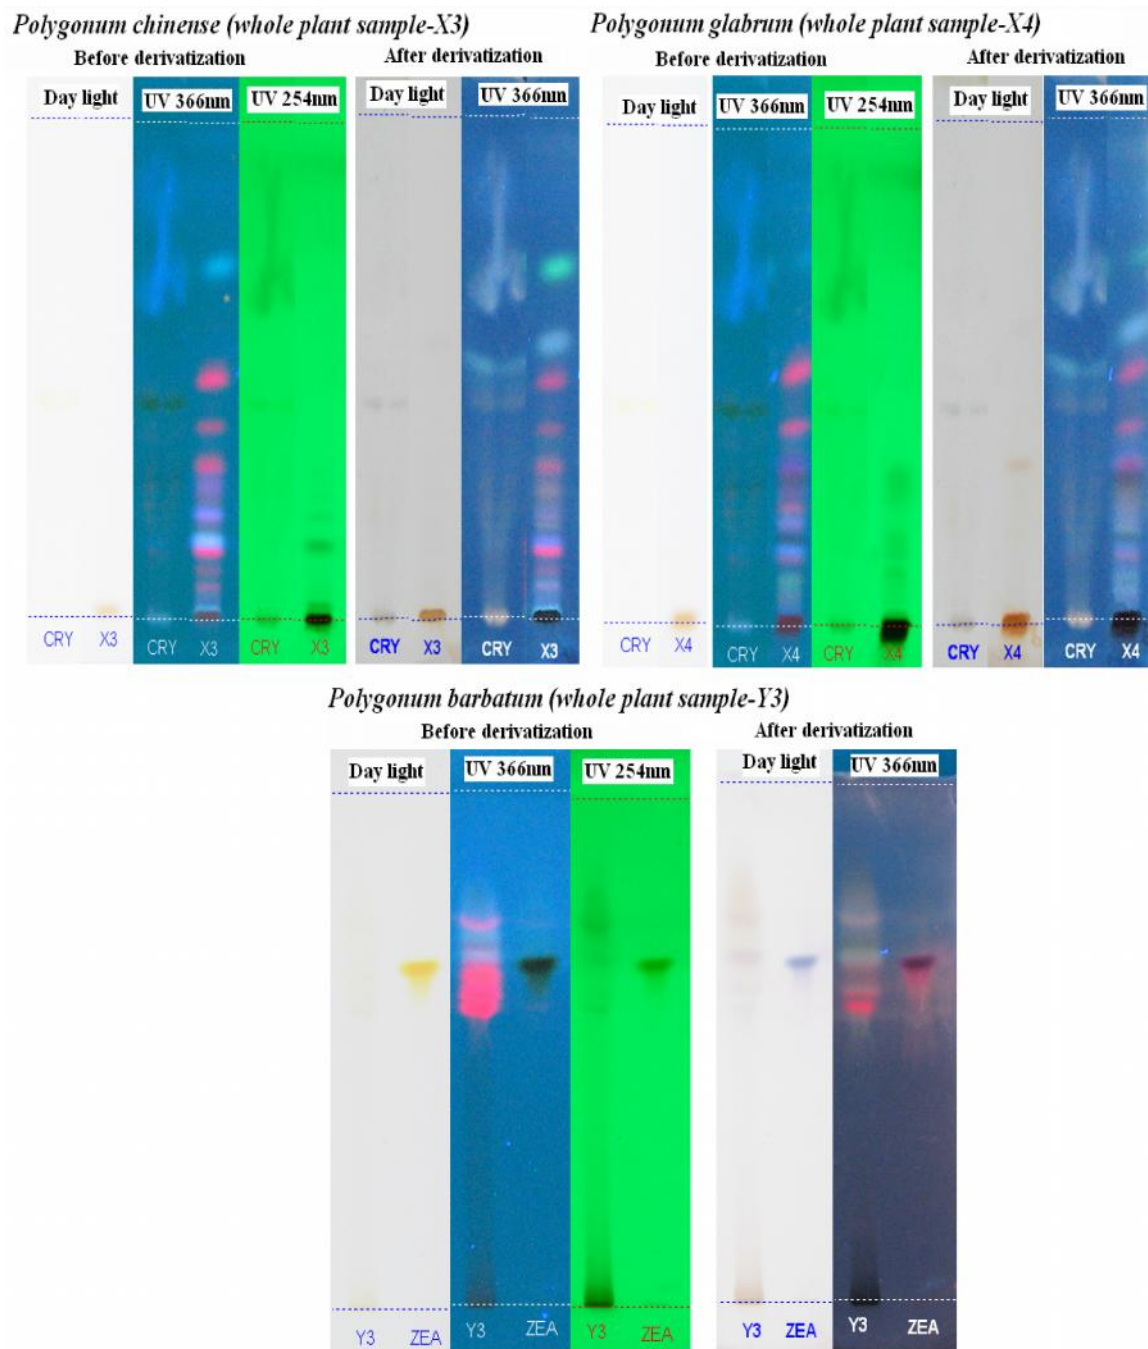 Polygonum chinense (whole plant sample-X3)
Before derivatization
After derivatization
Day light
UV 366nm
UV 254nm
Day light
UV 366nm
CRY X3
CRY X3
CRY X3
CRY X3
CRY X3
Polygonum glabrum (whole plant sample-X4)
Before derivatization
After derivatization
Day light
UV 366nm
UV 254nm
Day light
UV 366nm
CRY X4
CRY X4
CRY X4
CRY X4
CRY X4
Polygonum barbatum (whole plant sample-Y3)
Before derivatization
After derivatization
Day light
UV 366nm
UV 254nm
Day light
UV 366nm
Y3 ZEA
Y3 ZEA
Y3 ZEA
Y3 ZEA
Y3 ZEA